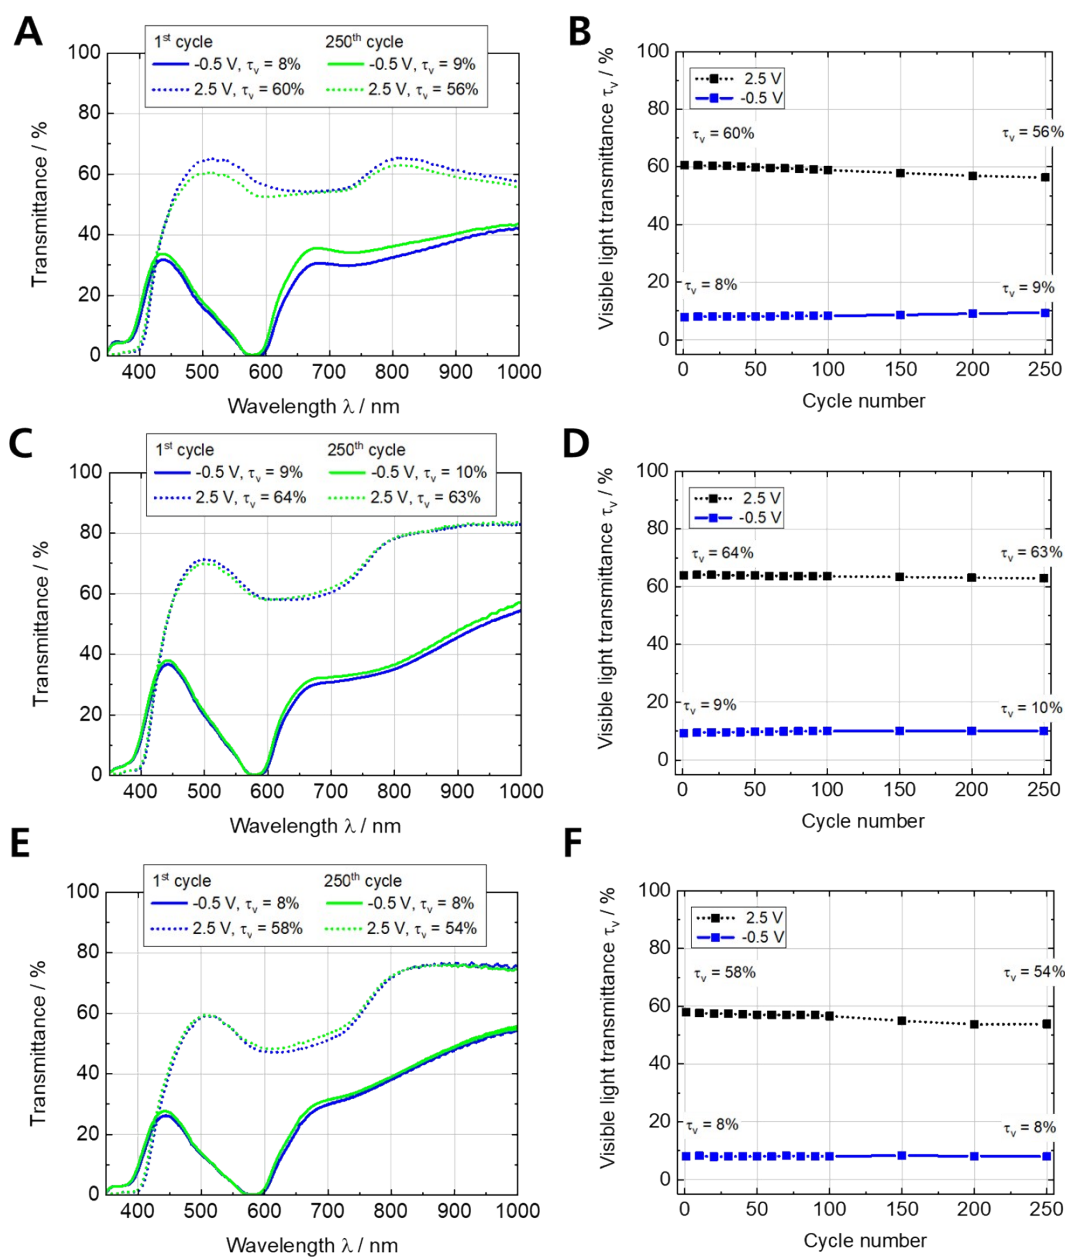 A
1st cycle 250th cycle
-0.5 V, τv = 8% -0.5 V, τv = 9%
2.5 V, τv = 60% 2.5 V, τv = 56%
100
80
60
40
20
0
Transmittance / %
400 500 600 700 800 900 1000
Wavelength λ / nm
B
100
80
60
40
20
0
Visible light transmittance τv / %
2.5 V
-0.5 V
τv = 60% τv = 56%
τv = 8% τv = 9%
0 50 100 150 200 250
Cycle number
C
1st cycle 250th cycle
-0.5 V, τv = 9% -0.5 V, τv = 10%
2.5 V, τv = 64% 2.5 V, τv = 63%
100
80
60
40
20
0
Transmittance / %
400 500 600 700 800 900 1000
Wavelength λ / nm
D
100
80
60
40
20
0
Visible light transmittance τv / %
2.5 V
-0.5 V
τv = 64% τv = 63%
τv = 9% τv = 10%
0 50 100 150 200 250
Cycle number
E
1st cycle 250th cycle
-0.5 V, τv = 8% -0.5 V, τv = 8%
2.5 V, τv = 58% 2.5 V, τv = 54%
100
80
60
40
20
0
Transmittance / %
400 500 600 700 800 900 1000
Wavelength λ / nm
F
100
80
60
40
20
0
Visible light transmittance τv / %
2.5 V
-0.5 V
τv = 58% τv = 54%
τv = 8% τv = 8%
0 50 100 150 200 250
Cycle number